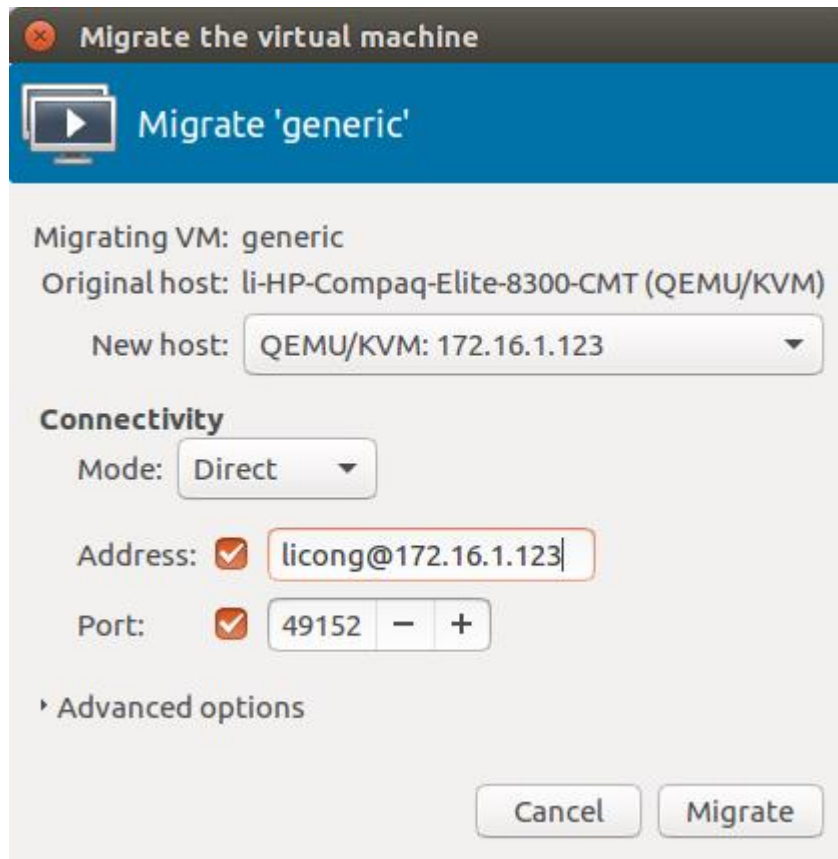 Migrate the virtual machine
Migrate 'generic'
Migrating VM: generic
Original host: li-HP-Compaq-Elite-8300-CMT (QEMU/KVM)
New host: QEMU/KVM: 172.16.1.123
Connectivity
Mode: Direct
Address: licong@172.16.1.123
Port: 49152 − +
Advanced options
Cancel Migrate